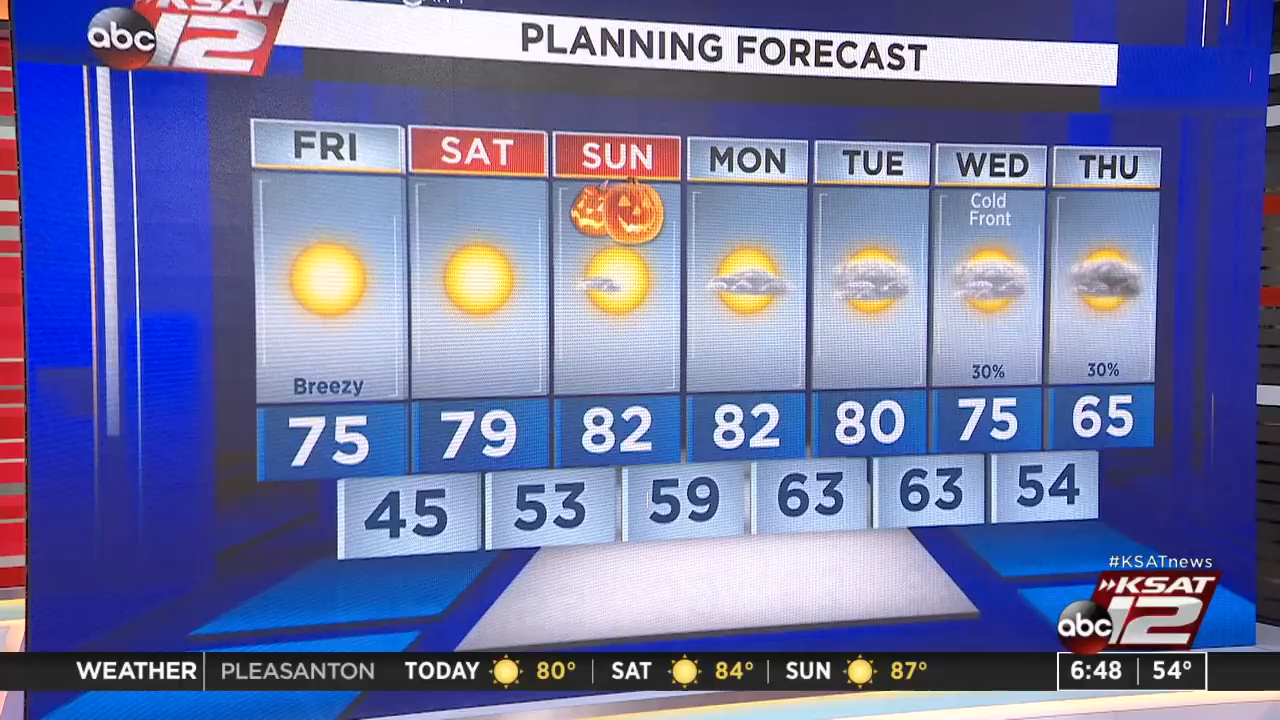 KSAT
abc 12
PLANNING FORECAST
FRI SAT SUN MON TUE WED THU
Cold
Front
Breezy 30% 30%
75 79 82 82 80 75 65
45 53 59 63 63 54
#KSATnews
KSAT
abc 12
WEATHER PLEASANTON TODAY 80° SAT 84° SUN 87° 6:48 54°